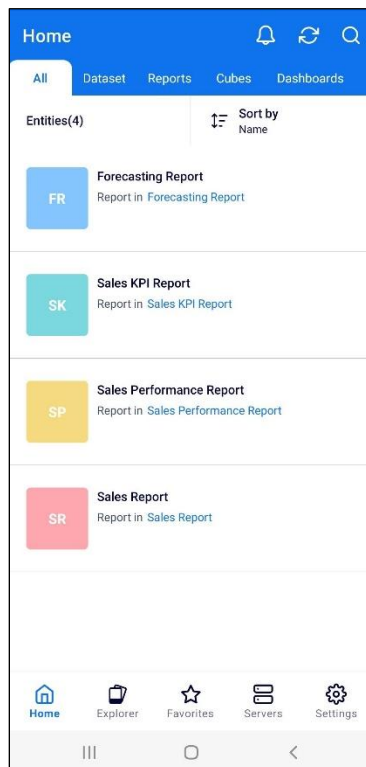 Home
All Dataset Reports Cubes Dashboards
Entities(4)
Sort by
Name
FR
Forecasting Report
Report in Forecasting Report
SK
Sales KPI Report
Report in Sales KPI Report
SP
Sales Performance Report
Report in Sales Performance Report
SR
Sales Report
Report in Sales Report
Home Explorer Favorites Servers Settings